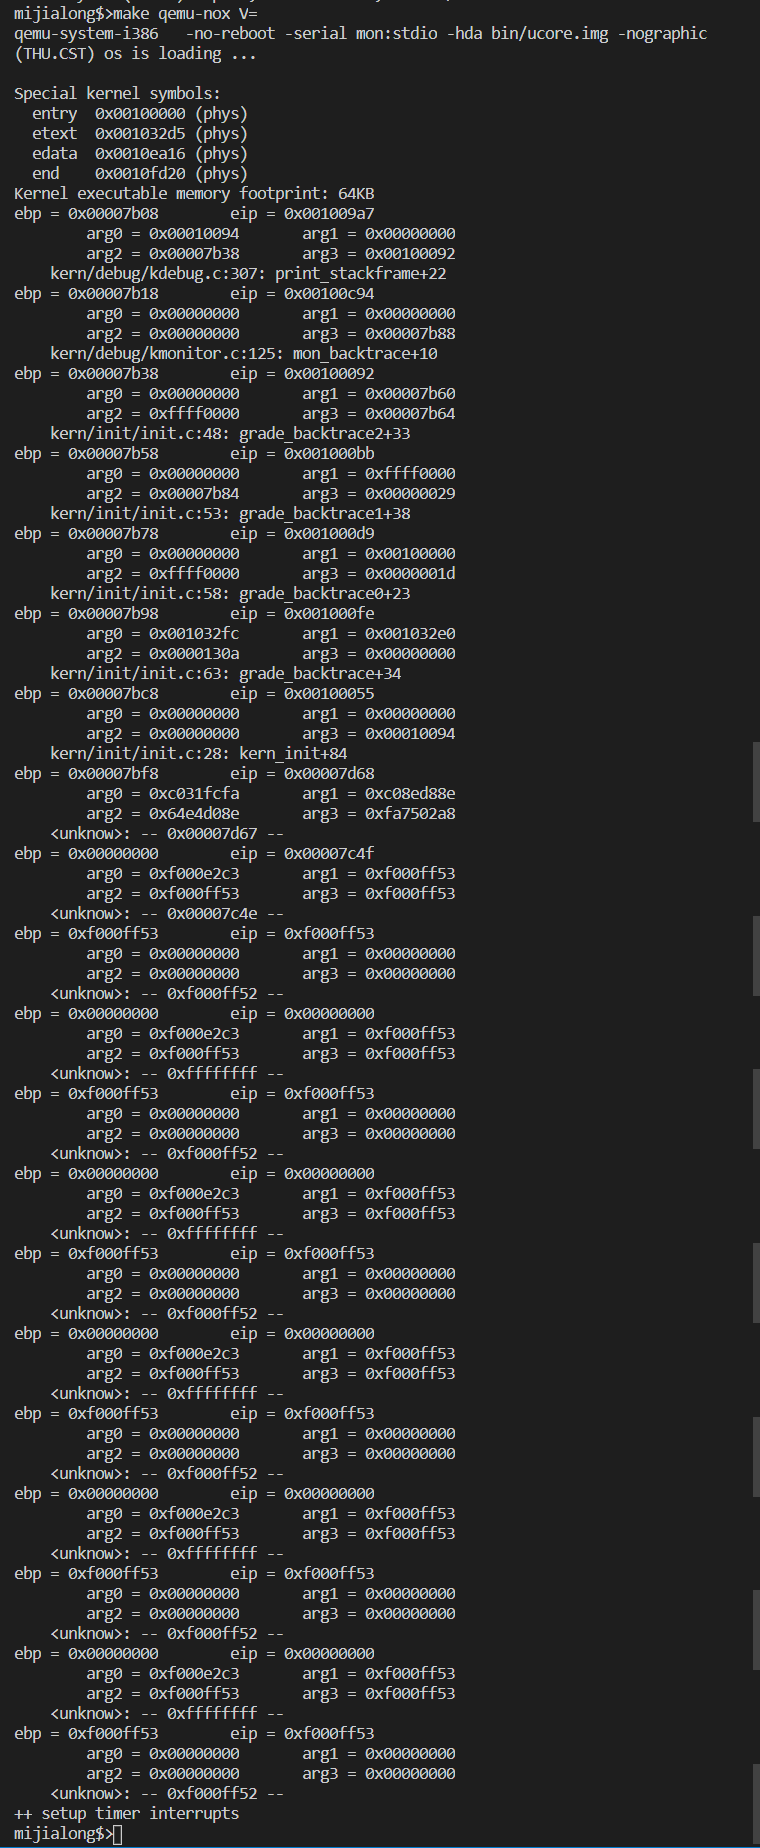 mijialong$>make qemu-nox V=
qemu-system-i386   -no-reboot -serial mon:stdio -hda bin/ucore.img -nographic
(THU.CST) os is loading ...

Special kernel symbols:
  entry  0x00100000 (phys)
  etext  0x001032d5 (phys)
  edata  0x0010ea16 (phys)
  end    0x0010fd20 (phys)
Kernel executable memory footprint: 64KB
ebp = 0x00007b08        eip = 0x001009a7
        arg0 = 0x00010094       arg1 = 0x00000000
        arg2 = 0x00007b38       arg3 = 0x00100092
    kern/debug/kdebug.c:307: print_stackframe+22
ebp = 0x00007b18        eip = 0x00100c94
        arg0 = 0x00000000       arg1 = 0x00000000
        arg2 = 0x00000000       arg3 = 0x00007b88
    kern/debug/kmonitor.c:125: mon_backtrace+10
ebp = 0x00007b38        eip = 0x00100092
        arg0 = 0x00000000       arg1 = 0x00007b60
        arg2 = 0xffff0000       arg3 = 0x00007b64
    kern/init/init.c:48: grade_backtrace2+33
ebp = 0x00007b58        eip = 0x001000bb
        arg0 = 0x00000000       arg1 = 0xffff0000
        arg2 = 0x00007b84       arg3 = 0x00000029
    kern/init/init.c:53: grade_backtrace1+38
ebp = 0x00007b78        eip = 0x001000d9
        arg0 = 0x00000000       arg1 = 0x00100000
        arg2 = 0xffff0000       arg3 = 0x0000001d
    kern/init/init.c:58: grade_backtrace0+23
ebp = 0x00007b98        eip = 0x001000fe
        arg0 = 0x001032fc       arg1 = 0x001032e0
        arg2 = 0x0000130a       arg3 = 0x00000000
    kern/init/init.c:63: grade_backtrace+34
ebp = 0x00007bc8        eip = 0x00100055
        arg0 = 0x00000000       arg1 = 0x00000000
        arg2 = 0x00000000       arg3 = 0x00010094
    kern/init/init.c:28: kern_init+84
ebp = 0x00007bf8        eip = 0x00007d68
        arg0 = 0xc031fcfa       arg1 = 0xc08ed88e
        arg2 = 0x64e4d08e       arg3 = 0xfa7502a8
    <unknow>: -- 0x00007d67 --
ebp = 0x00000000        eip = 0x00007c4f
        arg0 = 0xf000e2c3       arg1 = 0xf000ff53
        arg2 = 0xf000ff53       arg3 = 0xf000ff53
    <unknow>: -- 0x00007c4e --
ebp = 0xf000ff53        eip = 0xf000ff53
        arg0 = 0x00000000       arg1 = 0x00000000
        arg2 = 0x00000000       arg3 = 0x00000000
    <unknow>: -- 0xf000ff52 --
ebp = 0x00000000        eip = 0x00000000
        arg0 = 0xf000e2c3       arg1 = 0xf000ff53
        arg2 = 0xf000ff53       arg3 = 0xf000ff53
    <unknow>: -- 0xffffffff --
ebp = 0xf000ff53        eip = 0xf000ff53
        arg0 = 0x00000000       arg1 = 0x00000000
        arg2 = 0x00000000       arg3 = 0x00000000
    <unknow>: -- 0xf000ff52 --
ebp = 0x00000000        eip = 0x00000000
        arg0 = 0xf000e2c3       arg1 = 0xf000ff53
        arg2 = 0xf000ff53       arg3 = 0xf000ff53
    <unknow>: -- 0xffffffff --
ebp = 0xf000ff53        eip = 0xf000ff53
        arg0 = 0x00000000       arg1 = 0x00000000
        arg2 = 0x00000000       arg3 = 0x00000000
    <unknow>: -- 0xf000ff52 --
ebp = 0x00000000        eip = 0x00000000
        arg0 = 0xf000e2c3       arg1 = 0xf000ff53
        arg2 = 0xf000ff53       arg3 = 0xf000ff53
    <unknow>: -- 0xffffffff --
ebp = 0xf000ff53        eip = 0xf000ff53
        arg0 = 0x00000000       arg1 = 0x00000000
        arg2 = 0x00000000       arg3 = 0x00000000
    <unknow>: -- 0xf000ff52 --
ebp = 0x00000000        eip = 0x00000000
        arg0 = 0xf000e2c3       arg1 = 0xf000ff53
        arg2 = 0xf000ff53       arg3 = 0xf000ff53
    <unknow>: -- 0xffffffff --
ebp = 0xf000ff53        eip = 0xf000ff53
        arg0 = 0x00000000       arg1 = 0x00000000
        arg2 = 0x00000000       arg3 = 0x00000000
    <unknow>: -- 0xf000ff52 --
ebp = 0x00000000        eip = 0x00000000
        arg0 = 0xf000e2c3       arg1 = 0xf000ff53
        arg2 = 0xf000ff53       arg3 = 0xf000ff53
    <unknow>: -- 0xffffffff --
ebp = 0xf000ff53        eip = 0xf000ff53
        arg0 = 0x00000000       arg1 = 0x00000000
        arg2 = 0x00000000       arg3 = 0x00000000
    <unknow>: -- 0xf000ff52 --
++ setup timer interrupts
mijialong$>